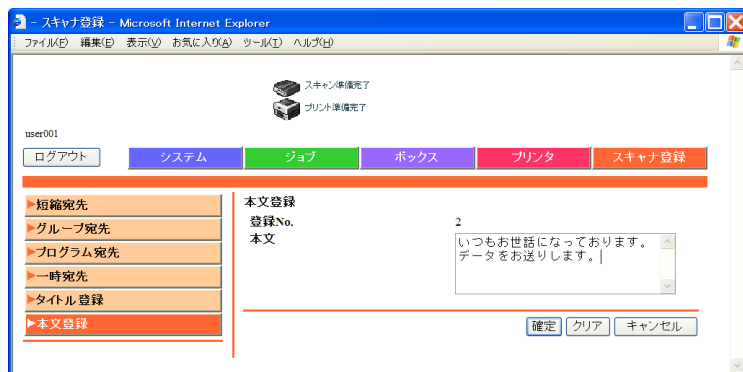 - スキャナ登録 - Microsoft Internet Explorer
ファイル(F) 編集(E) 表示(V) お気に入り(A) ツール(T) ヘルプ(H)
スキャン準備完了
プリント準備完了
user001
ログアウト システム ジョブ ボックス プリンタ スキャナ登録
短縮宛先
グループ宛先
プログラム宛先
一時宛先
タイトル登録
本文登録
本文登録
登録No. 2
本文
いつもお世話になっております。
データをお送りします。
確定 クリア キャンセル